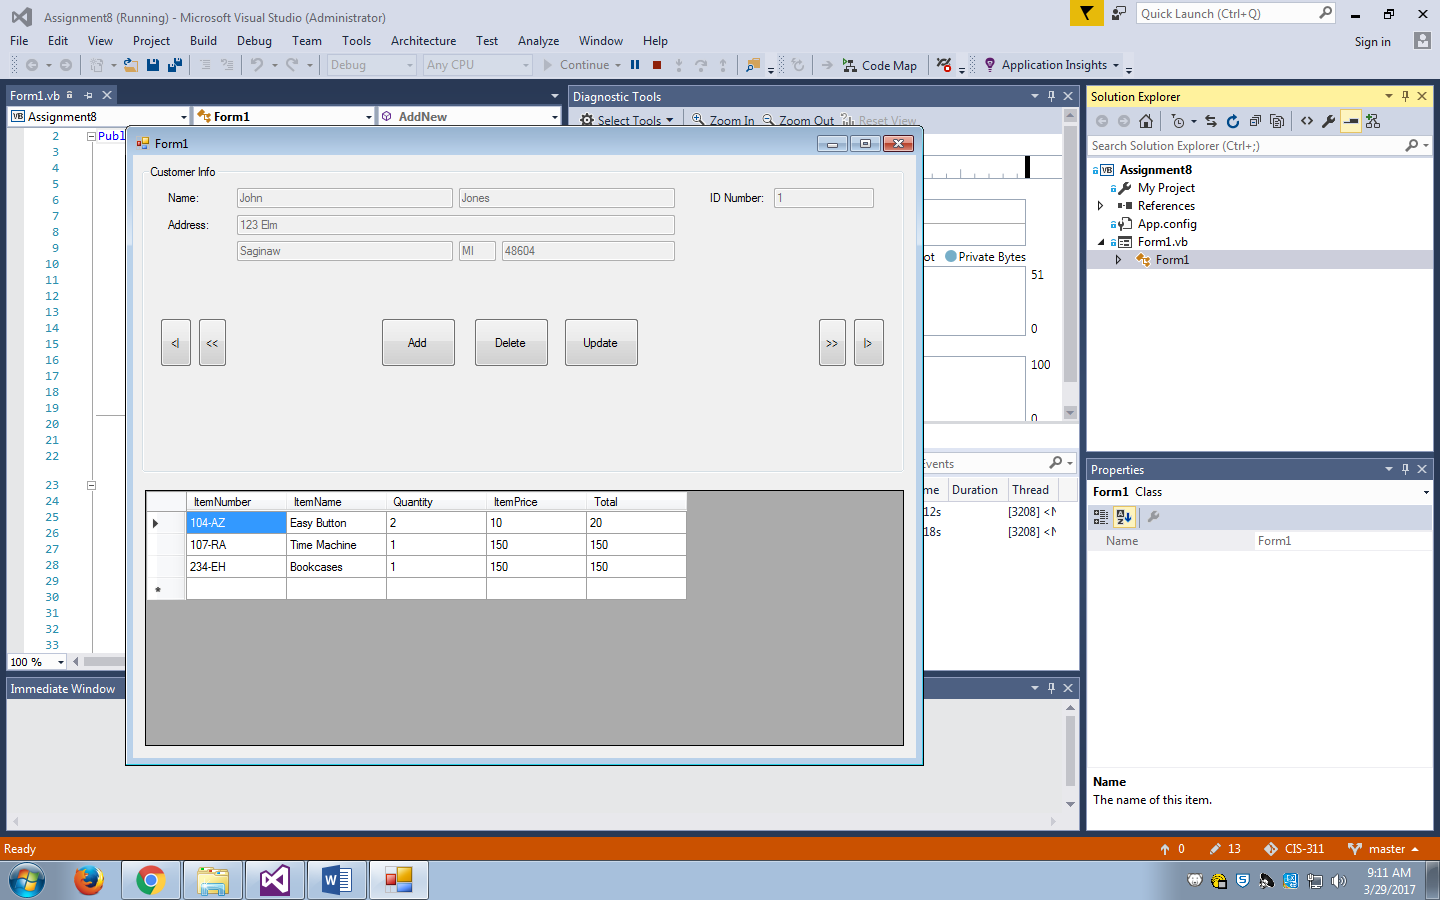 Assignment8 (Running) - Microsoft Visual Studio (Administrator)
Quick Launch (Ctrl+Q)
File Edit View Project Build Debug Team Tools Architecture Test Analyze Window Help
Sign in
Debug Any CPU Continue Code Map Application Insights
Form1.vb
Assignment8 Form1 AddNew
Diagnostic Tools
Select Tools Zoom In Zoom Out Reset View
2 Publ
3
4
5
6
7
8
9
10
11
12
13
14
15
16
17
18
19
20
21
22
23
24
25
26
27
28
29
30
31
32
33
100 %
Form1
Customer Info
Name: John Jones ID Number: 1
Address: 123 Elm
Saginaw MI 48604
<| << Add Delete Update >> |>
ItemNumber ItemName Quantity ItemPrice Total
104-AZ Easy Button 2 10 20
107-RA Time Machine 1 150 150
234-EH Bookcases 1 150 150
*
ot Private Bytes
51
0
100
0
Events
me Duration Thread
12s [3208] <N
18s [3208] <N
Immediate Window
Solution Explorer
Search Solution Explorer (Ctrl+;)
VB Assignment8
My Project
References
App.config
Form1.vb
Form1
Properties
Form1 Class
Name Form1
Name
The name of this item.
Ready
0 13 CIS-311 master
9:11 AM
3/29/2017